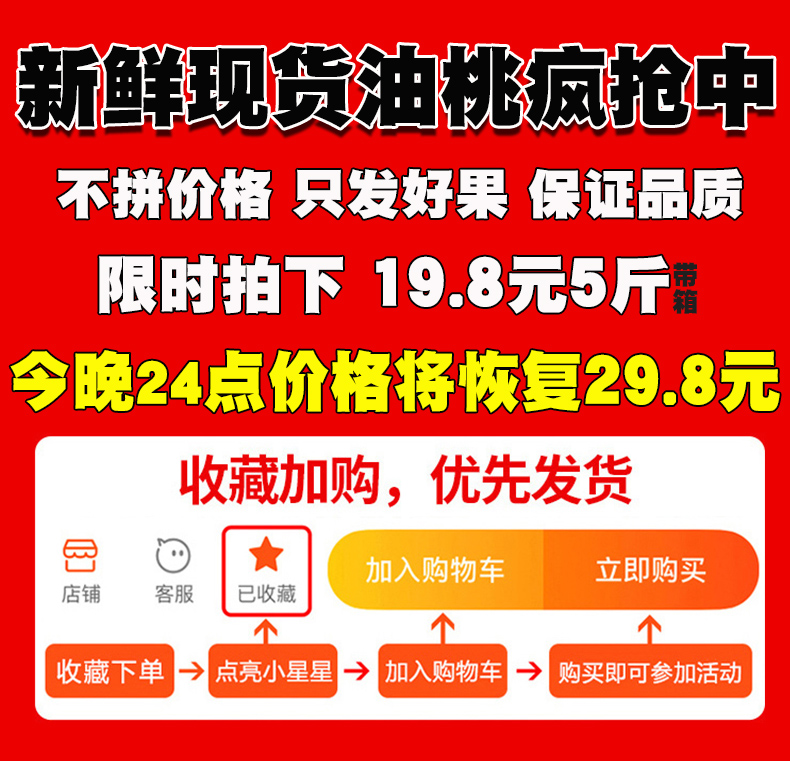 新鲜现货油桃疯抢中
不拼价格 只发好果 保证品质
限时拍下 19.8元5斤带箱
今晚24点价格将恢复29.8元
收藏加购，优先发货
店铺 客服 已收藏 加入购物车 立即购买
收藏下单 → 点亮小星星 → 加入购物车 → 购买即可参加活动